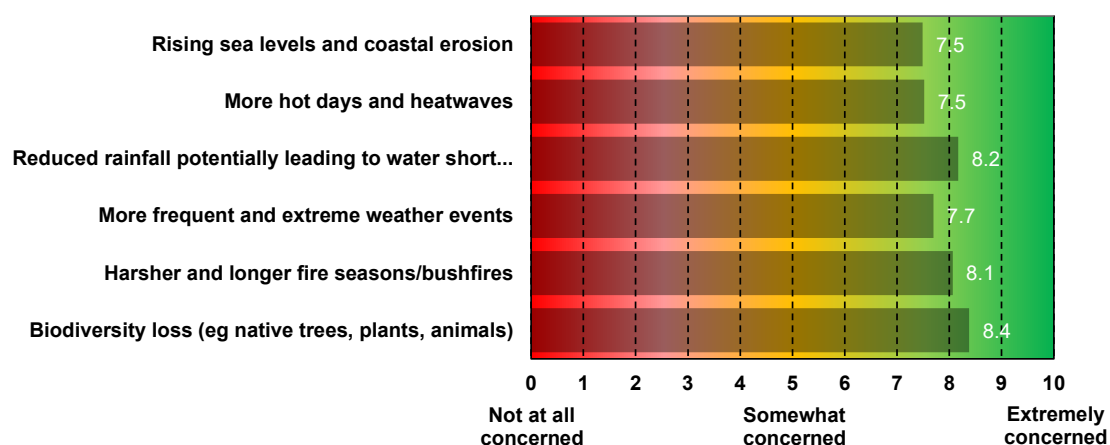 Rising sea levels and coastal erosion 7.5
More hot days and heatwaves 7.5
Reduced rainfall potentially leading to water short... 8.2
More frequent and extreme weather events 7.7
Harsher and longer fire seasons/bushfires 8.1
Biodiversity loss (eg native trees, plants, animals) 8.4
0 1 2 3 4 5 6 7 8 9 10
Not at all Somewhat Extremely
concerned concerned concerned